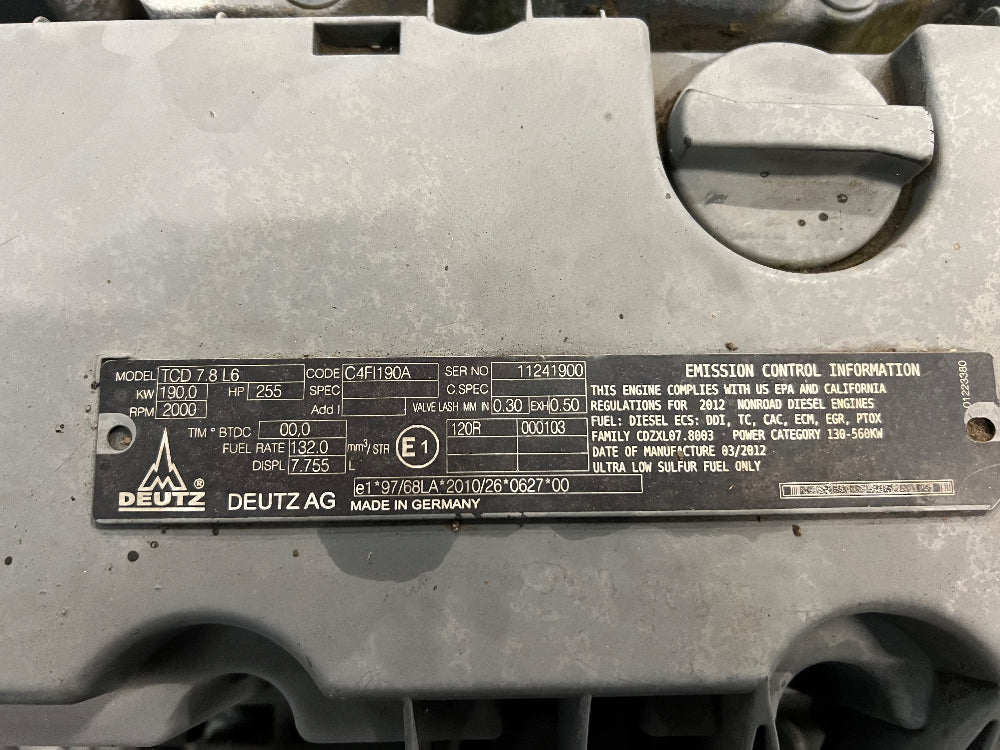 MODEL TCD 7.8 L6 CODE C4FI190A SER NO 11241900
KW 190,0 HP 255 SPEC C.SPEC
RPM 2000 Add I VALVE LASH MM IN 0.30 EXH 0.50
TIM ° BTDC 00,0 E1 120R 000103
FUEL RATE 132.0 mm³/STR
DISPL 7.755 L
e1*97/68LA*2010/26*0627*00
DEUTZ ® DEUTZ AG MADE IN GERMANY
EMISSION CONTROL INFORMATION
THIS ENGINE COMPLIES WITH US EPA AND CALIFORNIA
REGULATIONS FOR 2012 NONROAD DIESEL ENGINES
FUEL: DIESEL ECS: DDI, TC, CAC, ECM, EGR, PTOX
FAMILY CDZXL07.8003 POWER CATEGORY 130-560KW
DATE OF MANUFACTURE 03/2012
ULTRA LOW SULFUR FUEL ONLY
01223380